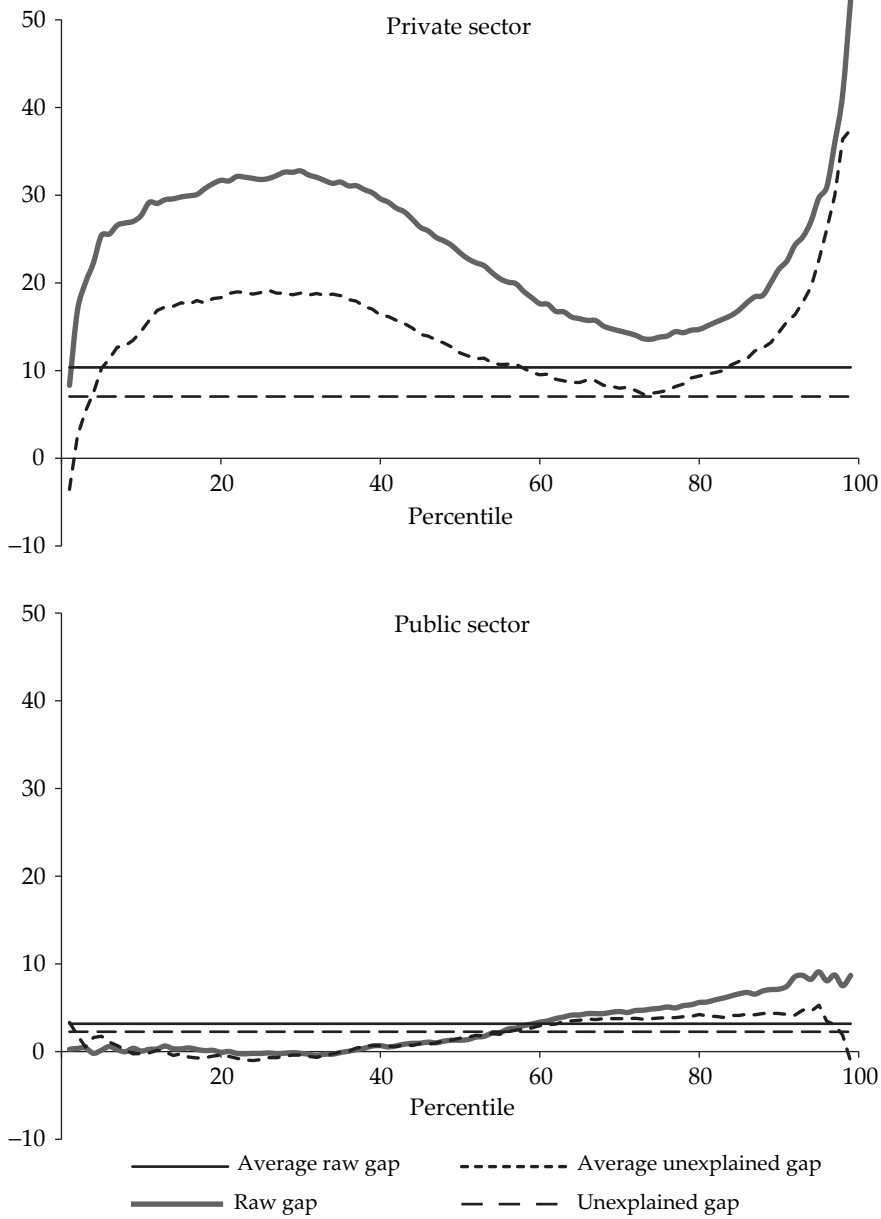 50
Private sector
40
30
20
10
0
20 40 60 80 100
Percentile
–10
50
Public sector
40
30
20
10
0
20 40 60 80 100
Percentile
–10
Average raw gap Average unexplained gap
Raw gap Unexplained gap